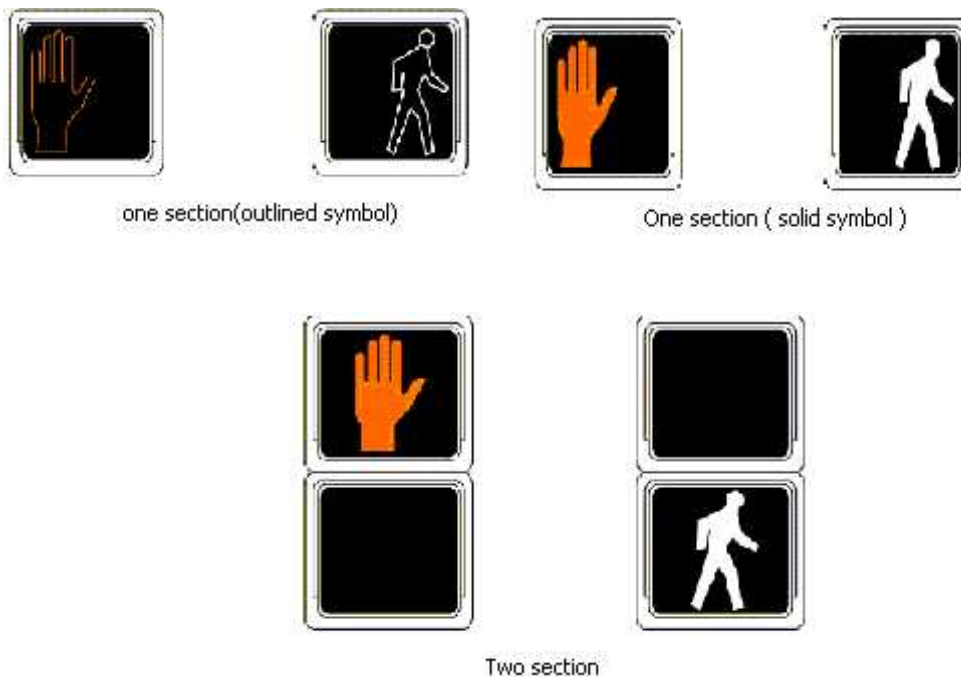 one section(outlined symbol)
One section ( solid symbol )
Two section